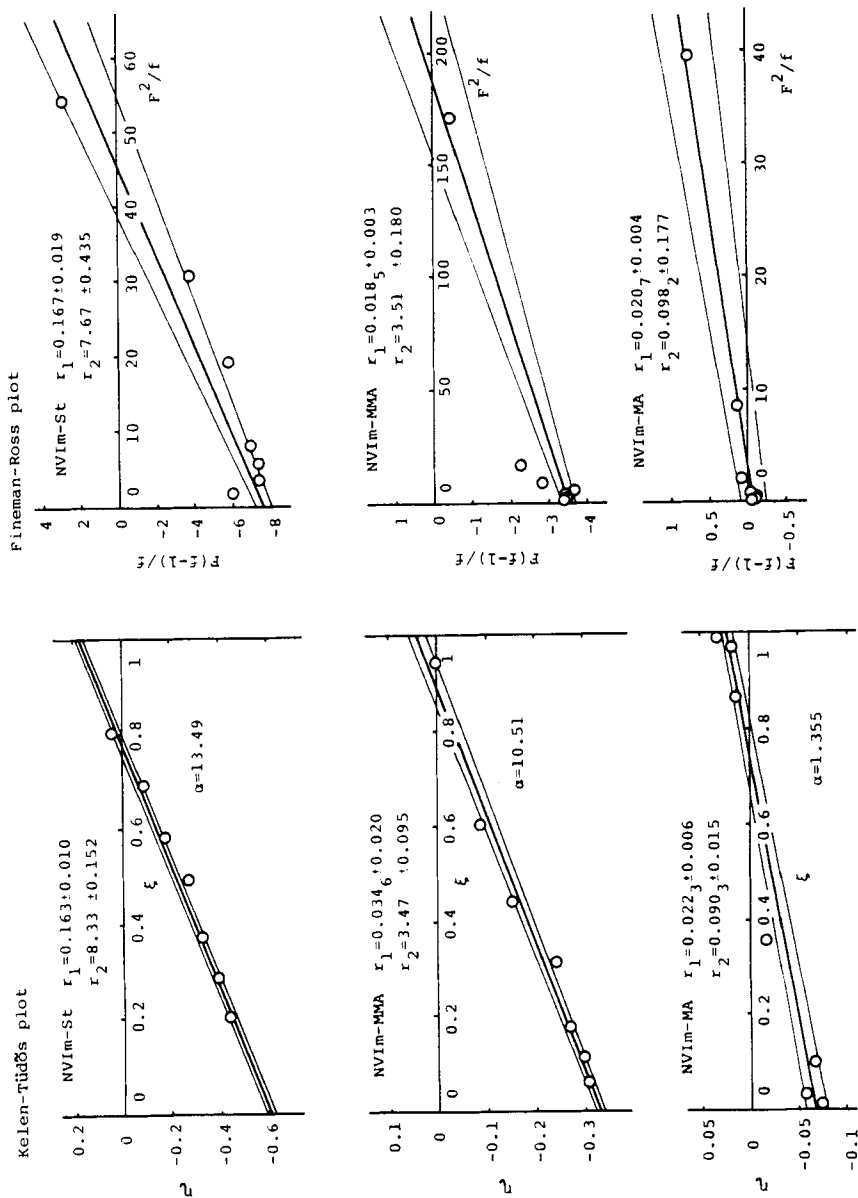 Kelen-Tüdős plot
NVIm-St r1=0.163±0.010
r2=8.33 ±0.152
0
0.2
0.4
0.6
0.8
1
ξ
0.2
0
-0.2
-0.4
-0.6
η
α=13.49
NVIm-MMA r1=0.0346±0.020
r2=3.47 ±0.095
0
0.2
0.4
0.6
0.8
1
ξ
0.1
0
-0.1
-0.2
-0.3
η
α=10.51
NVIm-MA r1=0.0223±0.006
r2=0.0903±0.015
0
0.2
0.4
0.6
0.8
1
ξ
0.05
0
-0.05
-0.1
η
α=1.355
Fineman-Ross plot
NVIm-St r1=0.167±0.019
r2=7.67 ±0.435
0
10
20
30
40
50
60
F²/f
4
2
0
-2
-4
-6
-8
F(f-1)/f
NVIm-MMA r1=0.0185±0.003
r2=3.51 ±0.180
0
50
100
150
200
F²/f
1
0
-1
-2
-3
-4
F(f-1)/f
NVIm-MA r1=0.0207±0.004
r2=0.0982±0.177
0
10
20
30
40
F²/f
1
0.5
0
-0.5
F(f-1)/f